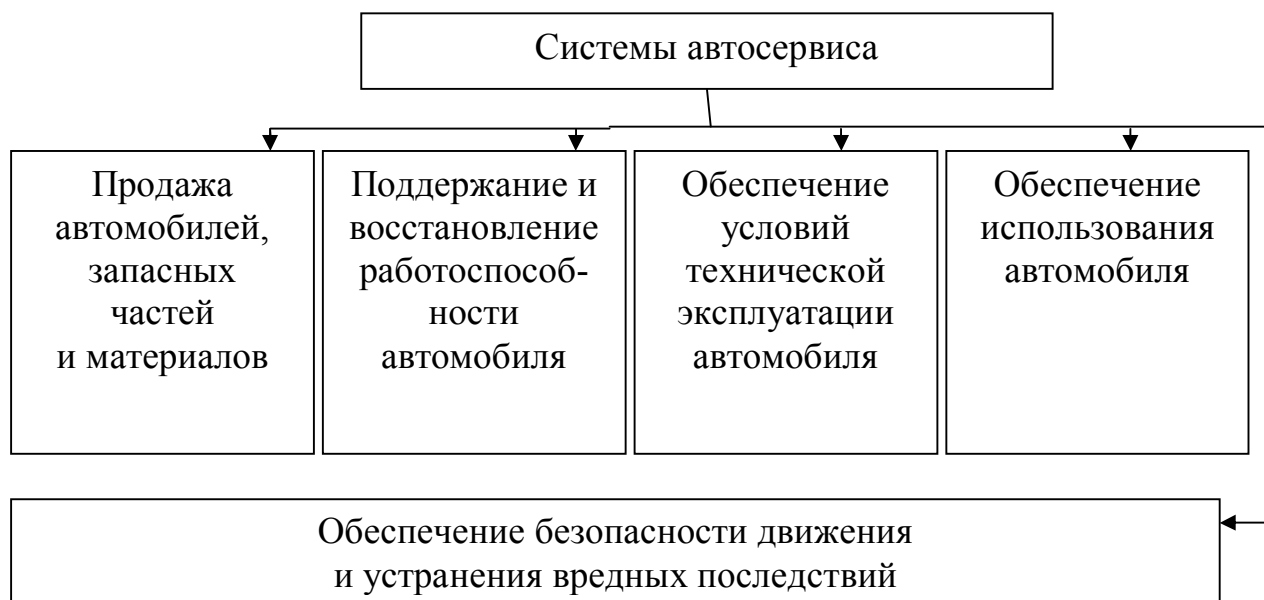 Системы автосервиса
Продажа
автомобилей,
запасных
частей
и материалов
Поддержание и
восстановление
работоспособ-
ности
автомобиля
Обеспечение
условий
технической
эксплуатации
автомобиля
Обеспечение
использования
автомобиля
Обеспечение безопасности движения
и устранения вредных последствий